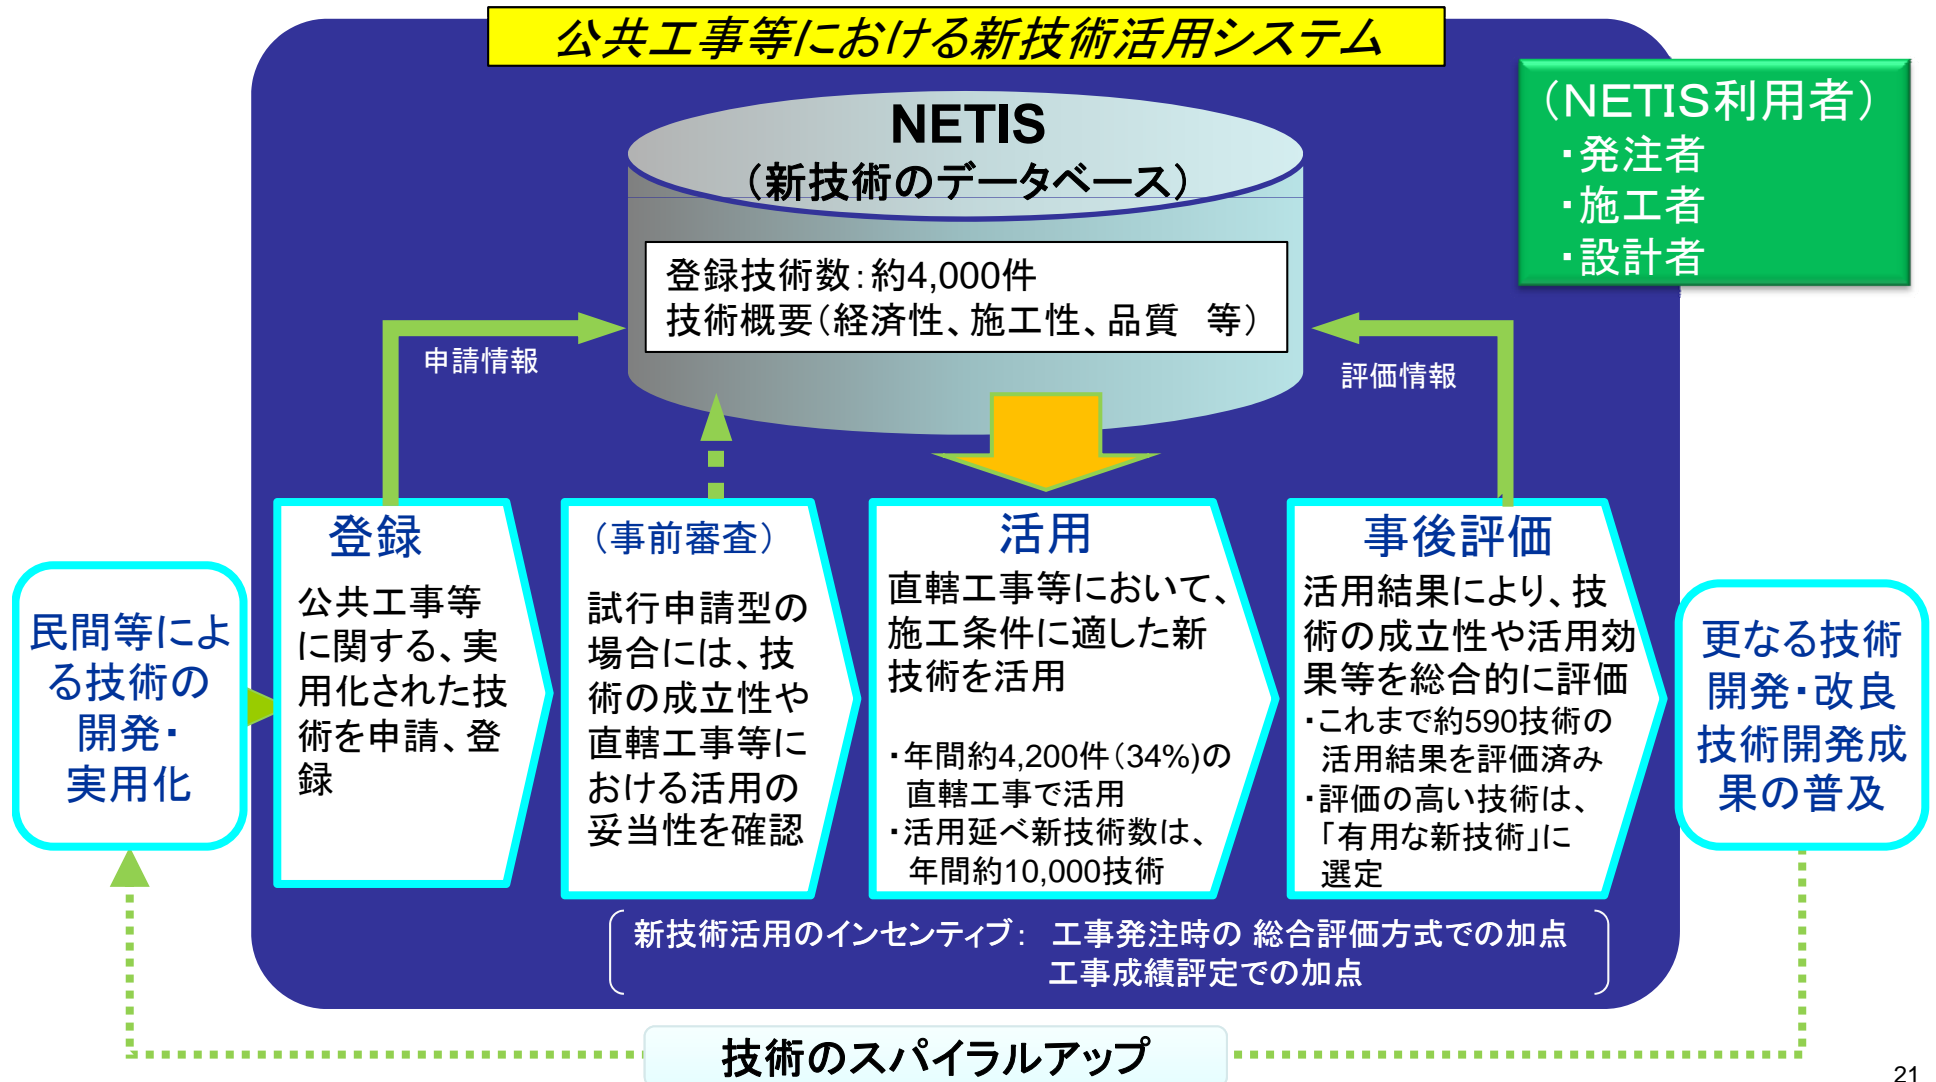 公共工事等における新技術活用システム
NETIS
（新技術のデータベース）
登録技術数：約4,000件
技術概要（経済性、施工性、品質　等）
（NETIS利用者）
・発注者
・施工者
・設計者
申請情報
評価情報
民間等によ
る技術の
開発・
実用化
登録
公共工事等
に関する、実
用化された技
術を申請、登
録
（事前審査）
試行申請型の
場合には、技
術の成立性や
直轄工事等に
おける活用の
妥当性を確認
活用
直轄工事等において、
施工条件に適した新
技術を活用
・年間約4,200件（34%)の
直轄工事で活用
・活用延べ新技術数は、
年間約10,000技術
事後評価
活用結果により、技
術の成立性や活用効
果等を総合的に評価
・これまで約590技術の
活用結果を評価済み
・評価の高い技術は、
「有用な新技術」に
選定
更なる技術
開発・改良
技術開発成
果の普及
新技術活用のインセンティブ：　工事発注時の 総合評価方式での加点
工事成績評定での加点
技術のスパイラルアップ
21